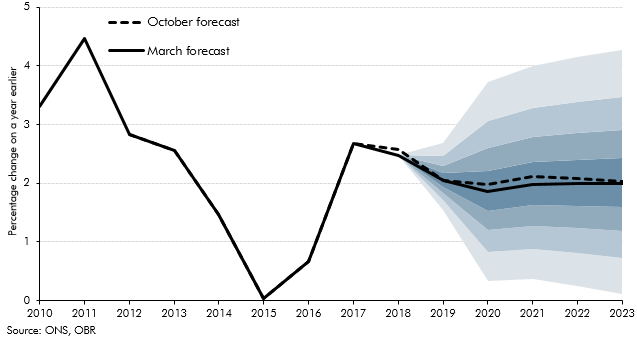 5
October forecast
March forecast
4
3
2
1
0
Percentage change on a year earlier
2010 2011 2012 2013 2014 2015 2016 2017 2018 2019 2020 2021 2022 2023
Source: ONS, OBR